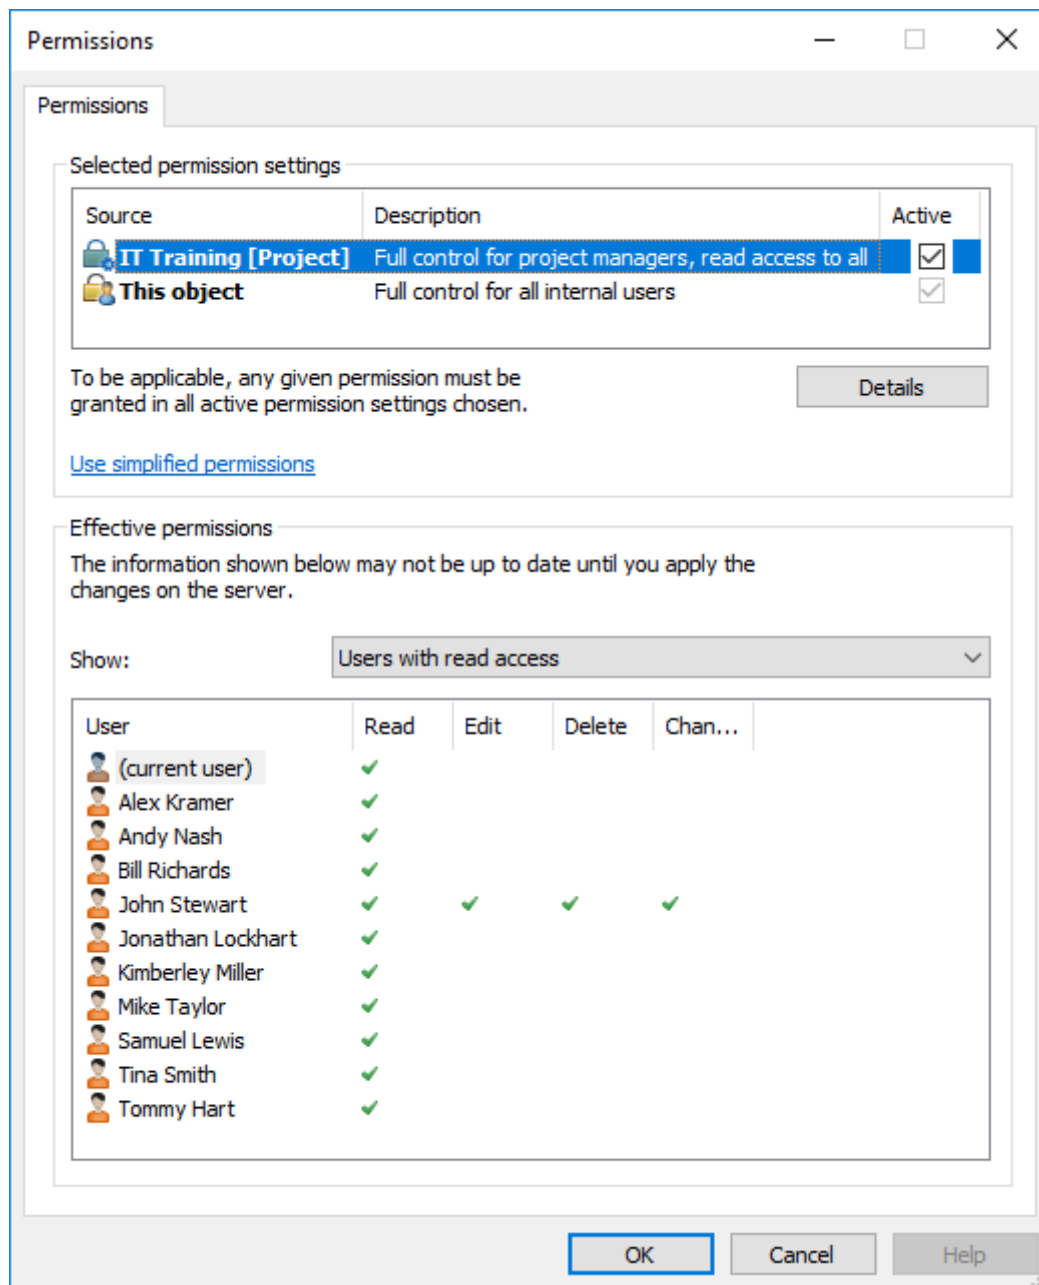 Permissions
Permissions
Selected permission settings
Source Description Active
IT Training [Project] Full control for project managers, read access to all
This object Full control for all internal users
To be applicable, any given permission must be
granted in all active permission settings chosen.
Details
Use simplified permissions
Effective permissions
The information shown below may not be up to date until you apply the
changes on the server.
Show: Users with read access
User Read Edit Delete Chan...
(current user)
Alex Kramer
Andy Nash
Bill Richards
John Stewart
Jonathan Lockhart
Kimberley Miller
Mike Taylor
Samuel Lewis
Tina Smith
Tommy Hart
OK Cancel Help